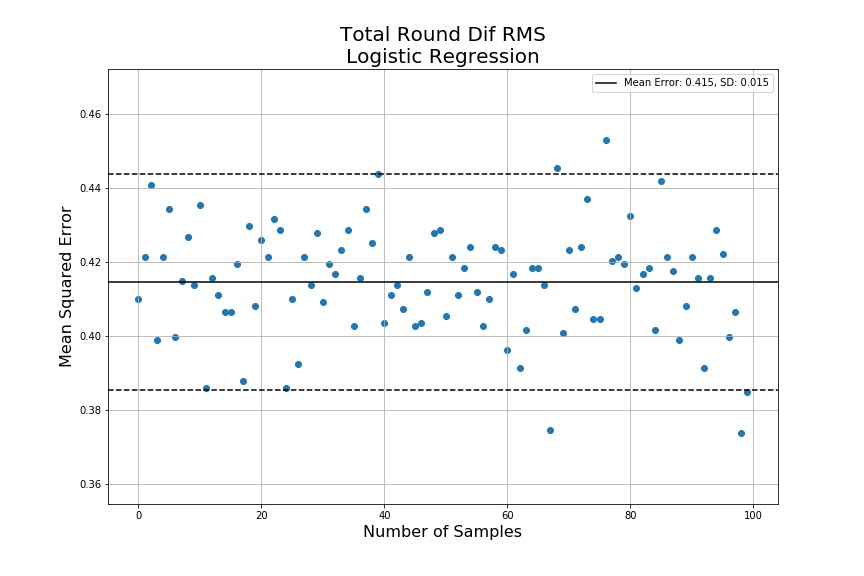 Total Round Dif RMS
Logistic Regression
Mean Error: 0.415, SD: 0.015
Mean Squared Error
0.46
0.44
0.42
0.40
0.38
0.36
0 20 40 60 80 100
Number of Samples